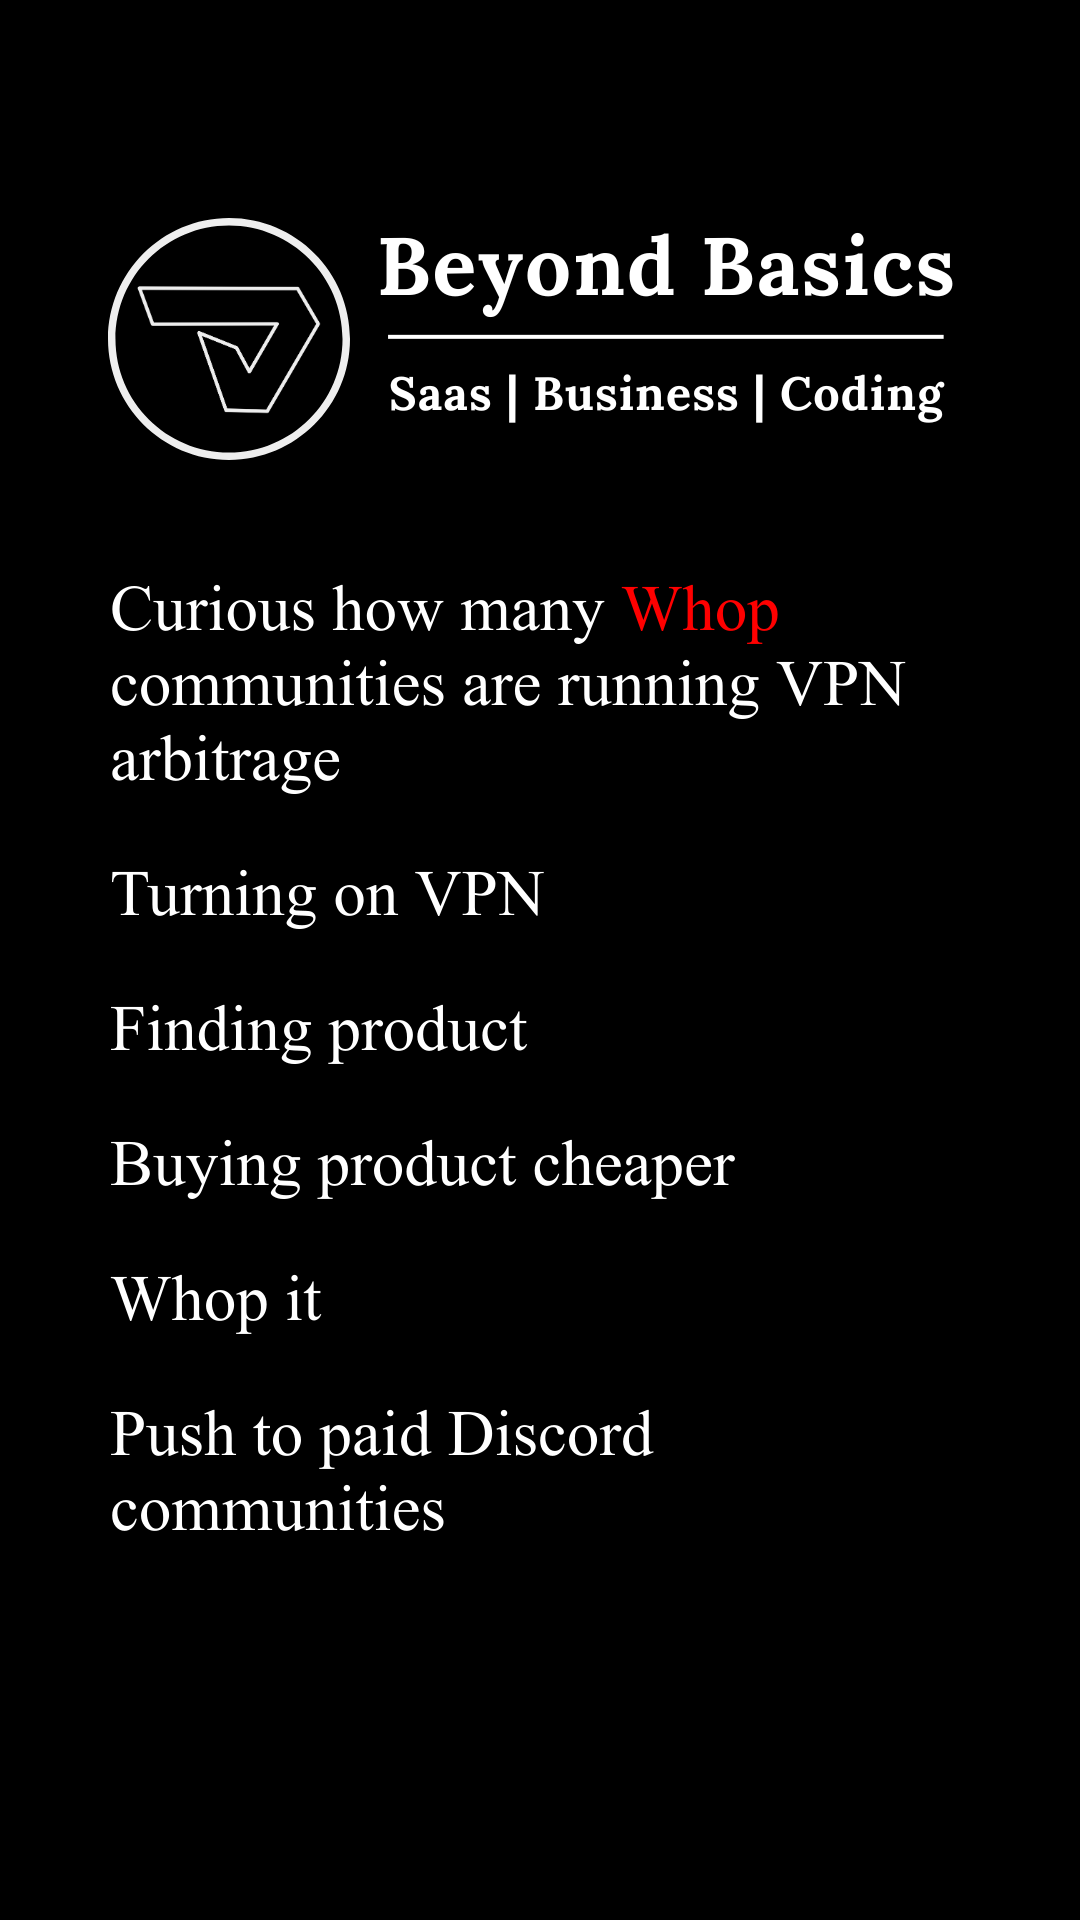 Beyond Basics
Saas | Business | Coding
Curious how many Whop
communities are running VPN
arbitrage
Turning on VPN
Finding product
Buying product cheaper
Whop it
Push to paid Discord
communities